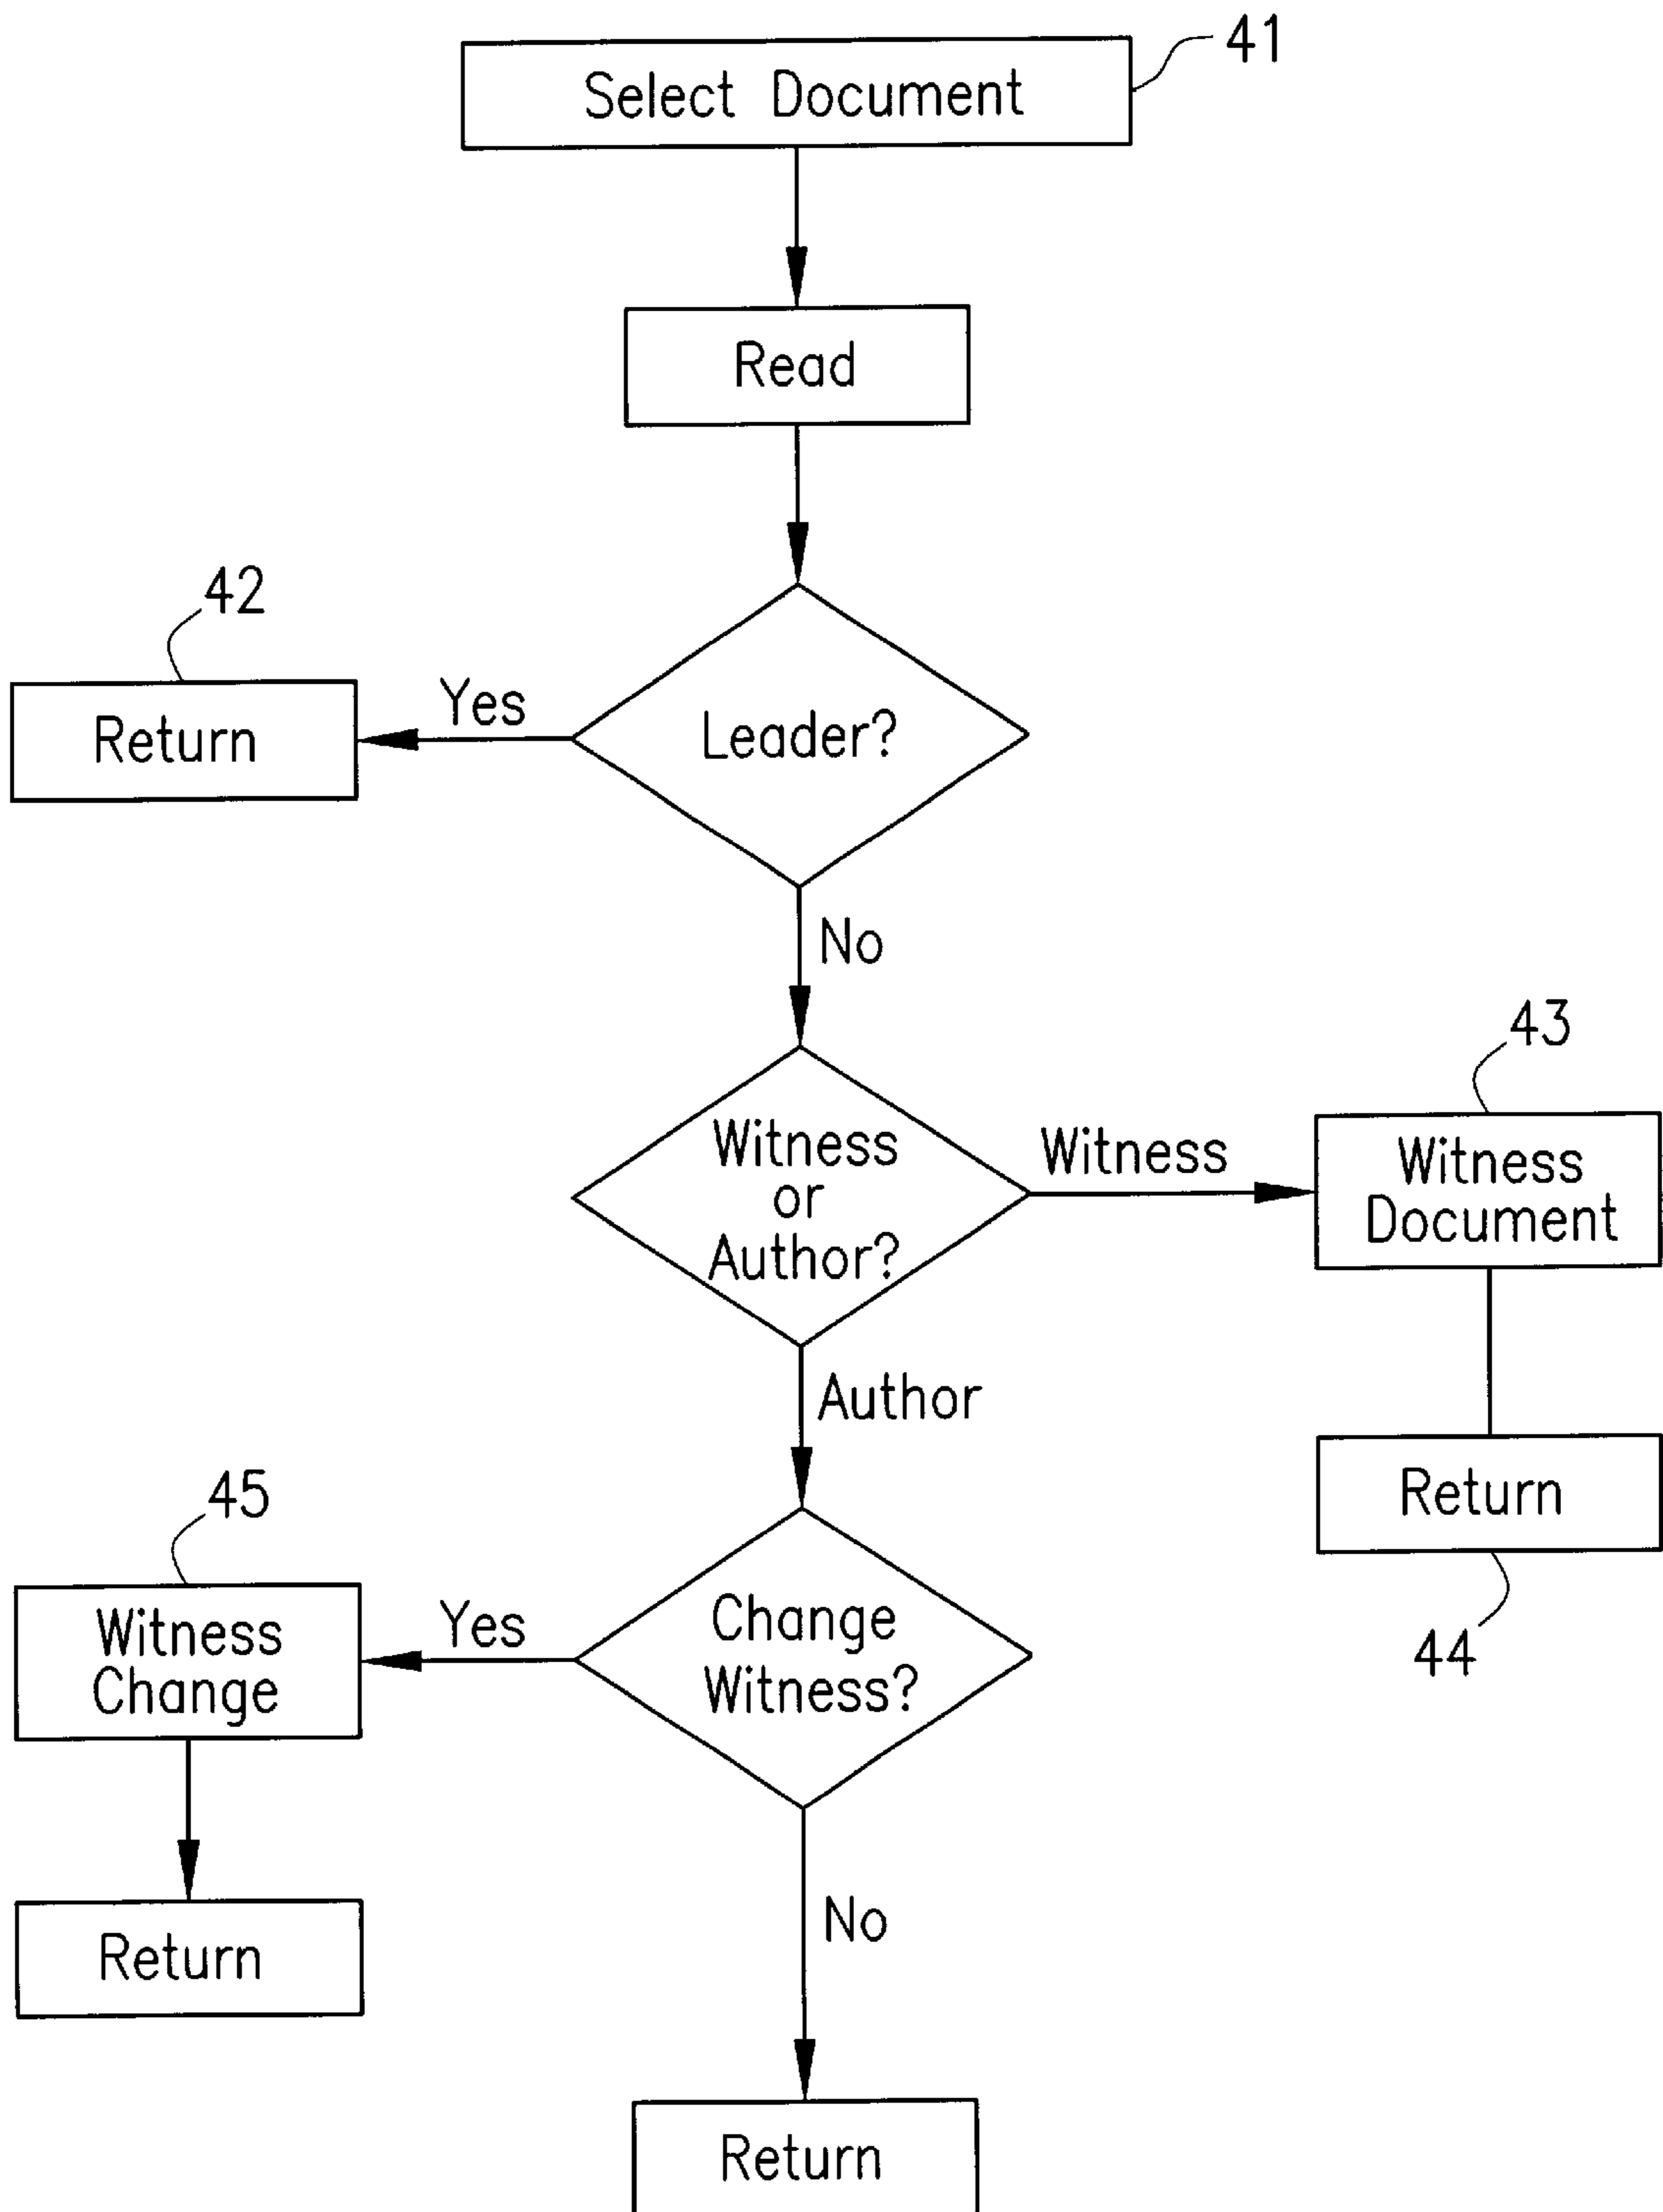 41
Select Document
Read
42
Return
Yes
Leader?
No
43
Witness
or
Author?
Witness
Witness
Document
Author
Return
44
45
Witness
Change
Yes
Change
Witness?
Return
No
Return